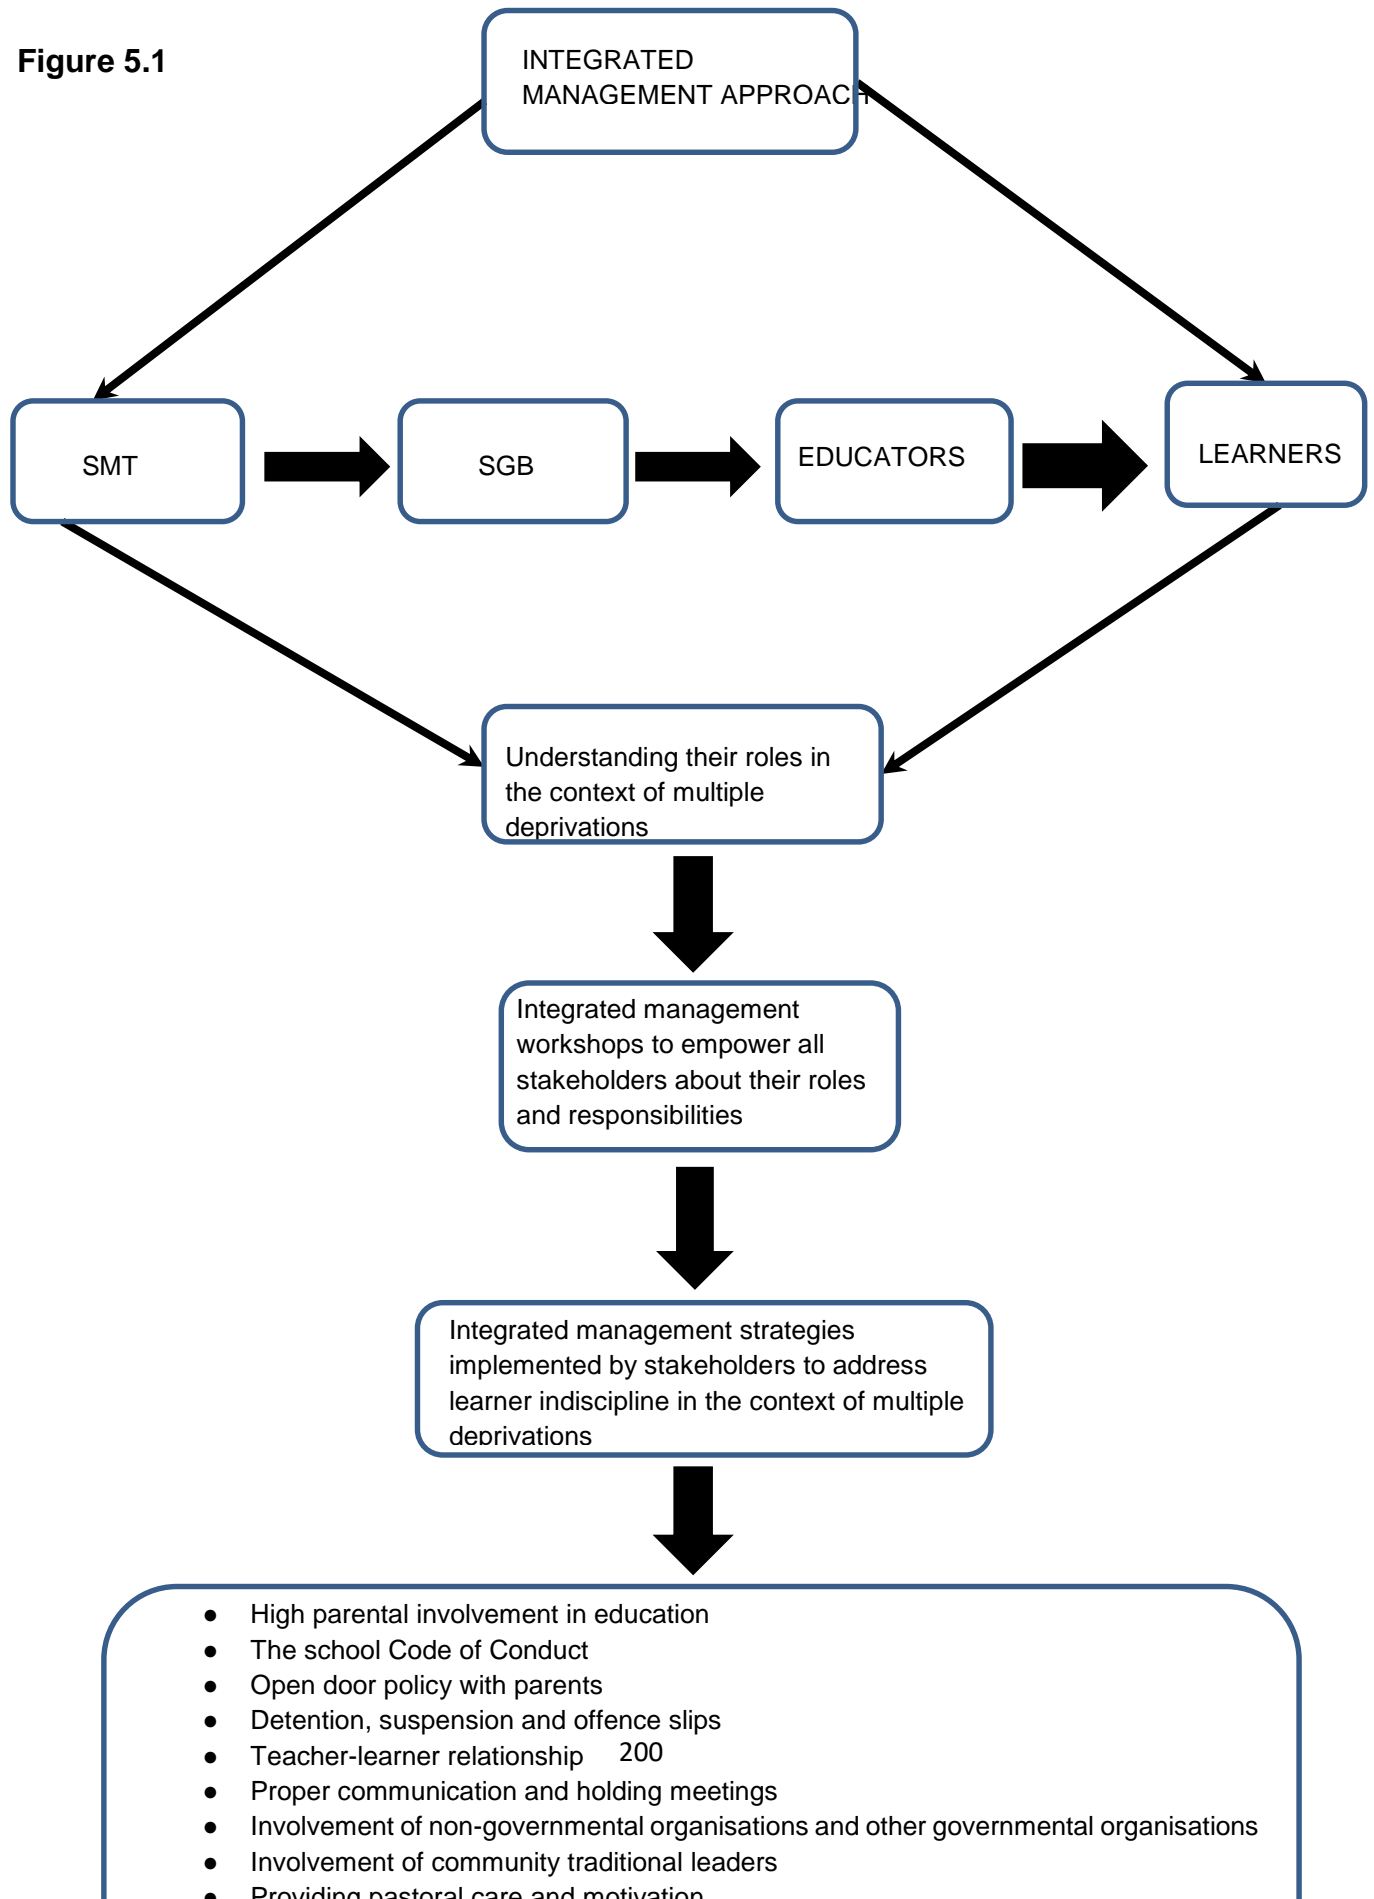 Figure 5.1
INTEGRATED
MANAGEMENT APPROACH
SMT
SGB
EDUCATORS
LEARNERS
Understanding their roles in
the context of multiple
deprivations
Integrated management
workshops to empower all
stakeholders about their roles
and responsibilities
Integrated management strategies
implemented by stakeholders to address
learner indiscipline in the context of multiple
deprivations
● High parental involvement in education
● The school Code of Conduct
● Open door policy with parents
● Detention, suspension and offence slips
● Teacher-learner relationship
200
● Proper communication and holding meetings
● Involvement of non-governmental organisations and other governmental organisations
● Involvement of community traditional leaders
● Providing pastoral care and motivation